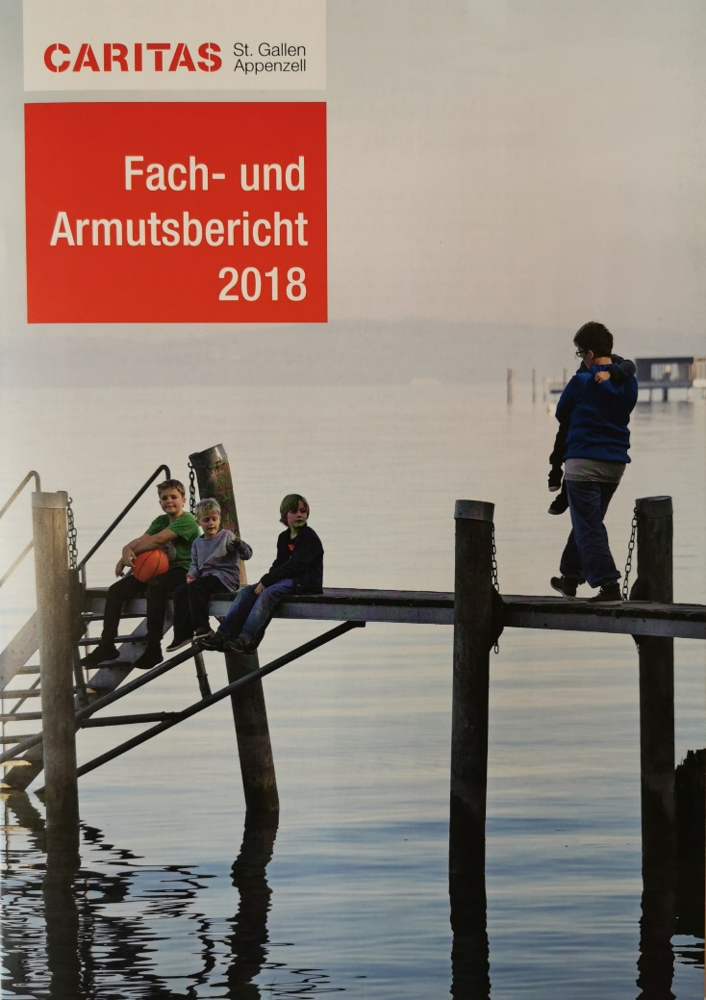 CARITAS St. Gallen
Appenzell
Fach- und
Armutsbericht
2018